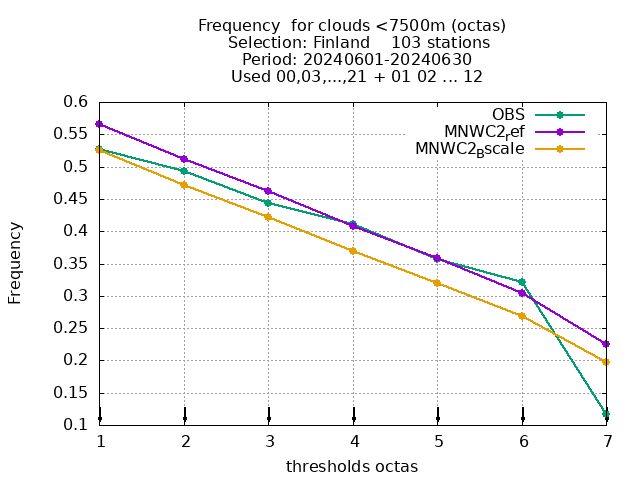 Frequency  for clouds <7500m (octas)
Selection: Finland    103 stations
Period: 20240601-20240630
Used 00,03,...,21 + 01 02 ... 12
OBS
MNWC2_ref
MNWC2_Bscale
Frequency
0.6
0.55
0.5
0.45
0.4
0.35
0.3
0.25
0.2
0.15
0.1
1 2 3 4 5 6 7
thresholds octas